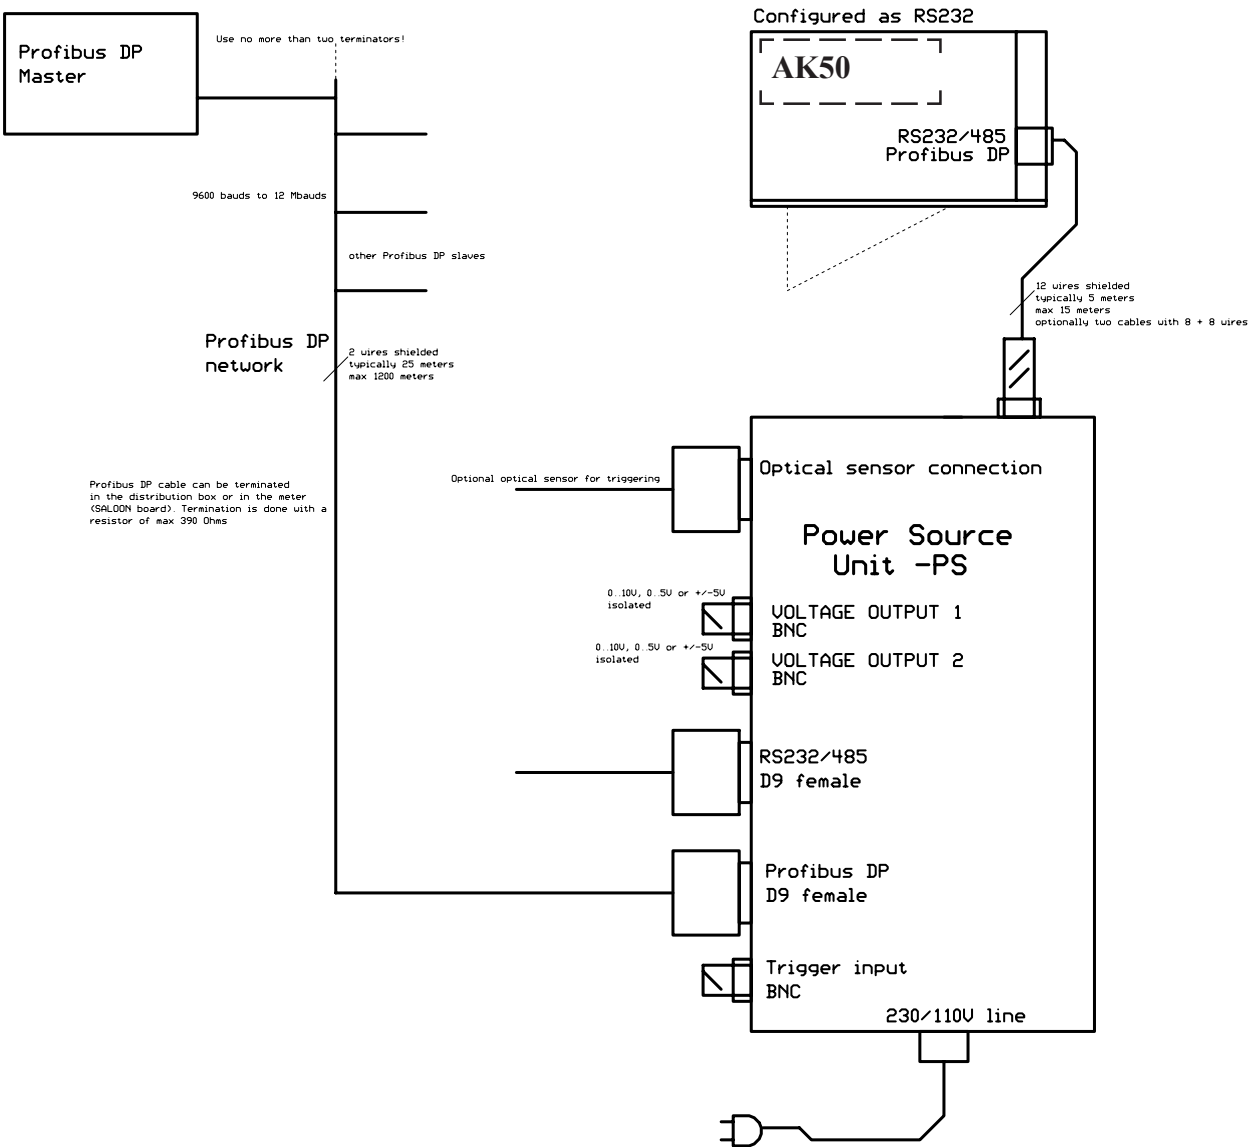 Configured as RS232
Profibus DP
Master
Use no more than two terminators!
AK50
RS232/485
Profibus DP
9600 bauds to 12 Mbauds
other Profibus DP slaves
12 wires shielded
typically 5 meters
max 15 meters
optionally two cables with 8 + 8 wires
Profibus DP
network
2 wires shielded
typically 25 meters
max 1200 meters
Profibus DP cable can be terminated
in the distribution box or in the meter
(SALOON board). Termination is done with a
resistor of max 390 Ohms
Optional optical sensor for triggering
Optical sensor connection
Power Source
Unit -PS
0..10V, 0..5V or +/-5V
isolated
VOLTAGE OUTPUT 1
BNC
0..10V, 0..5V or +/-5V
isolated
VOLTAGE OUTPUT 2
BNC
RS232/485
D9 female
Profibus DP
D9 female
Trigger input
BNC
230/110V line